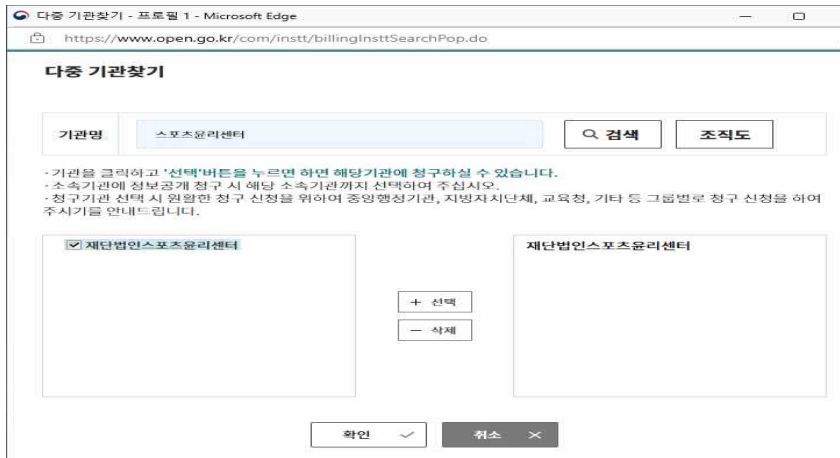 다중 기관찾기 - 프로필 1 - Microsoft Edge
https://www.open.go.kr/com/instt/billingInsttSearchPop.do
다중 기관찾기
기관명 스포츠윤리센터 검색 조직도
·기관을 클릭하고 '선택'버튼을 누르면 하면 해당기관에 청구하실 수 있습니다.
·소속기관에 정보공개 청구 시 해당 소속기관까지 선택하여 주십시오.
·청구기관 선택 시 원활한 청구 신청을 위하여 중앙행성기관, 지방자치단체, 교육청, 기타 등 그룹별로 청구 신청을 하여
주시기를 안내드립니다.
재단법인스포츠윤리센터
+ 선택
- 삭제
재단법인스포츠윤리센터
확인 취소